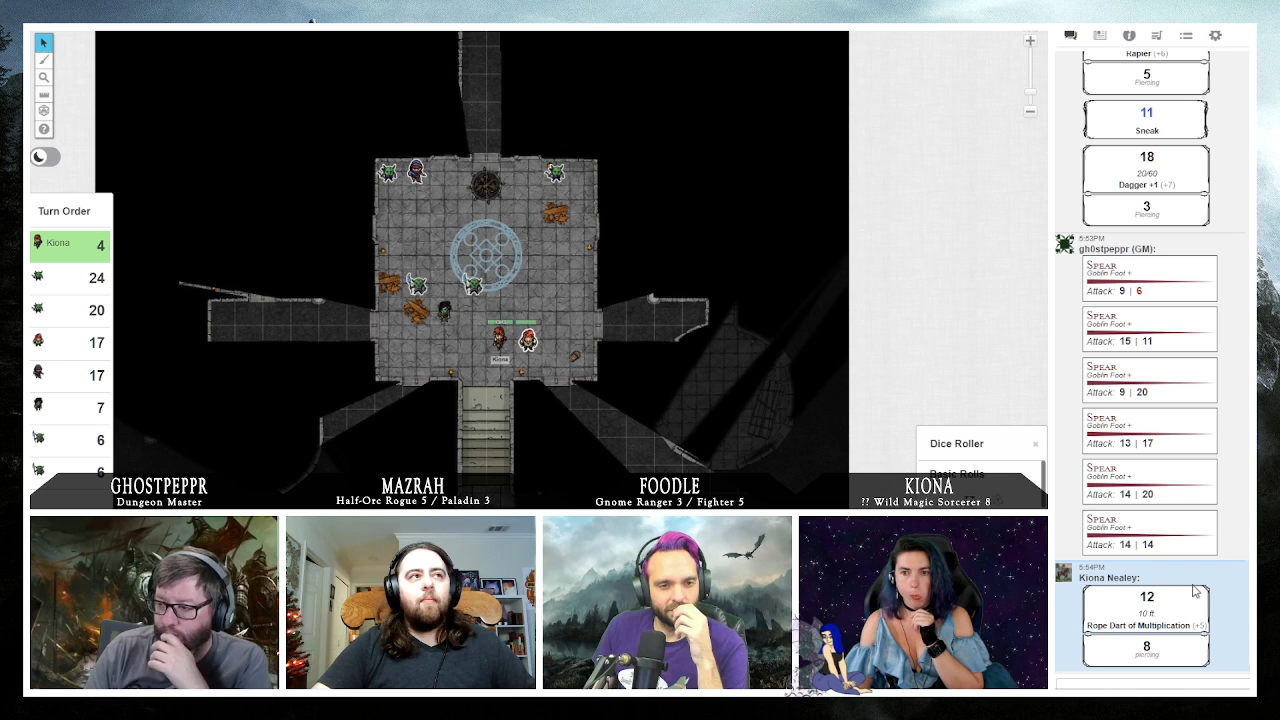 Turn Order
Kiona 4
24
20
17
17
7
6
6
Kiona
Dice Roller ×
Basic Rolls
GHOSTPEPPR
Dungeon Master
MAZRAH
Half-Orc Rogue 5 / Paladin 3
FOODLE
Gnome Ranger 3 / Fighter 5
KIONA
?? Wild Magic Sorcerer 8
Rapier (+6)
5
Piercing
11
Sneak
18
20/60
Dagger +1 (+7)
3
Piercing
5:53PM
gh0stpeppr (GM):
SPEAR
Goblin Foot +
Attack: 9 | 6
SPEAR
Goblin Foot +
Attack: 15 | 11
SPEAR
Goblin Foot +
Attack: 9 | 20
SPEAR
Goblin Foot +
Attack: 13 | 17
SPEAR
Goblin Foot +
Attack: 14 | 20
SPEAR
Goblin Foot +
Attack: 14 | 14
5:54PM
Kiona Nealey:
12
10 ft.
Rope Dart of Multiplication (+5)
8
piercing